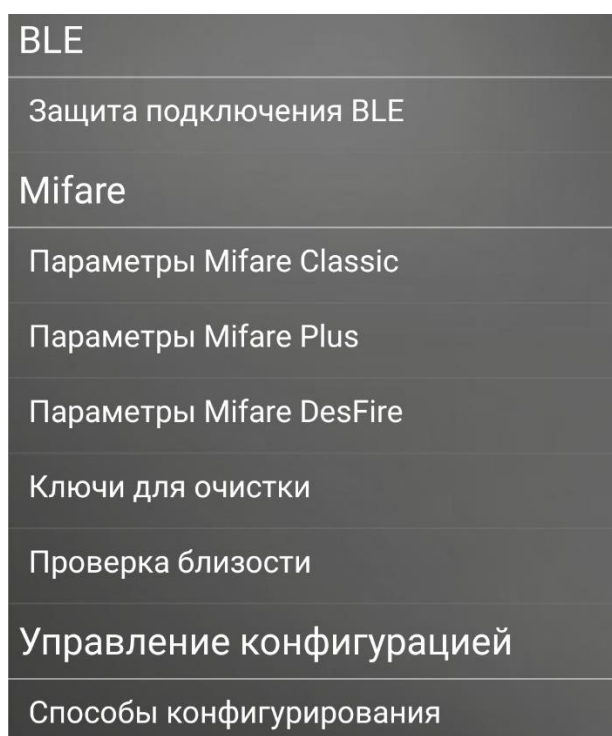 BLE
Защита подключения BLE
Mifare
Параметры Mifare Classic
Параметры Mifare Plus
Параметры Mifare DesFire
Ключи для очистки
Проверка близости
Управление конфигурацией
Способы конфигурирования